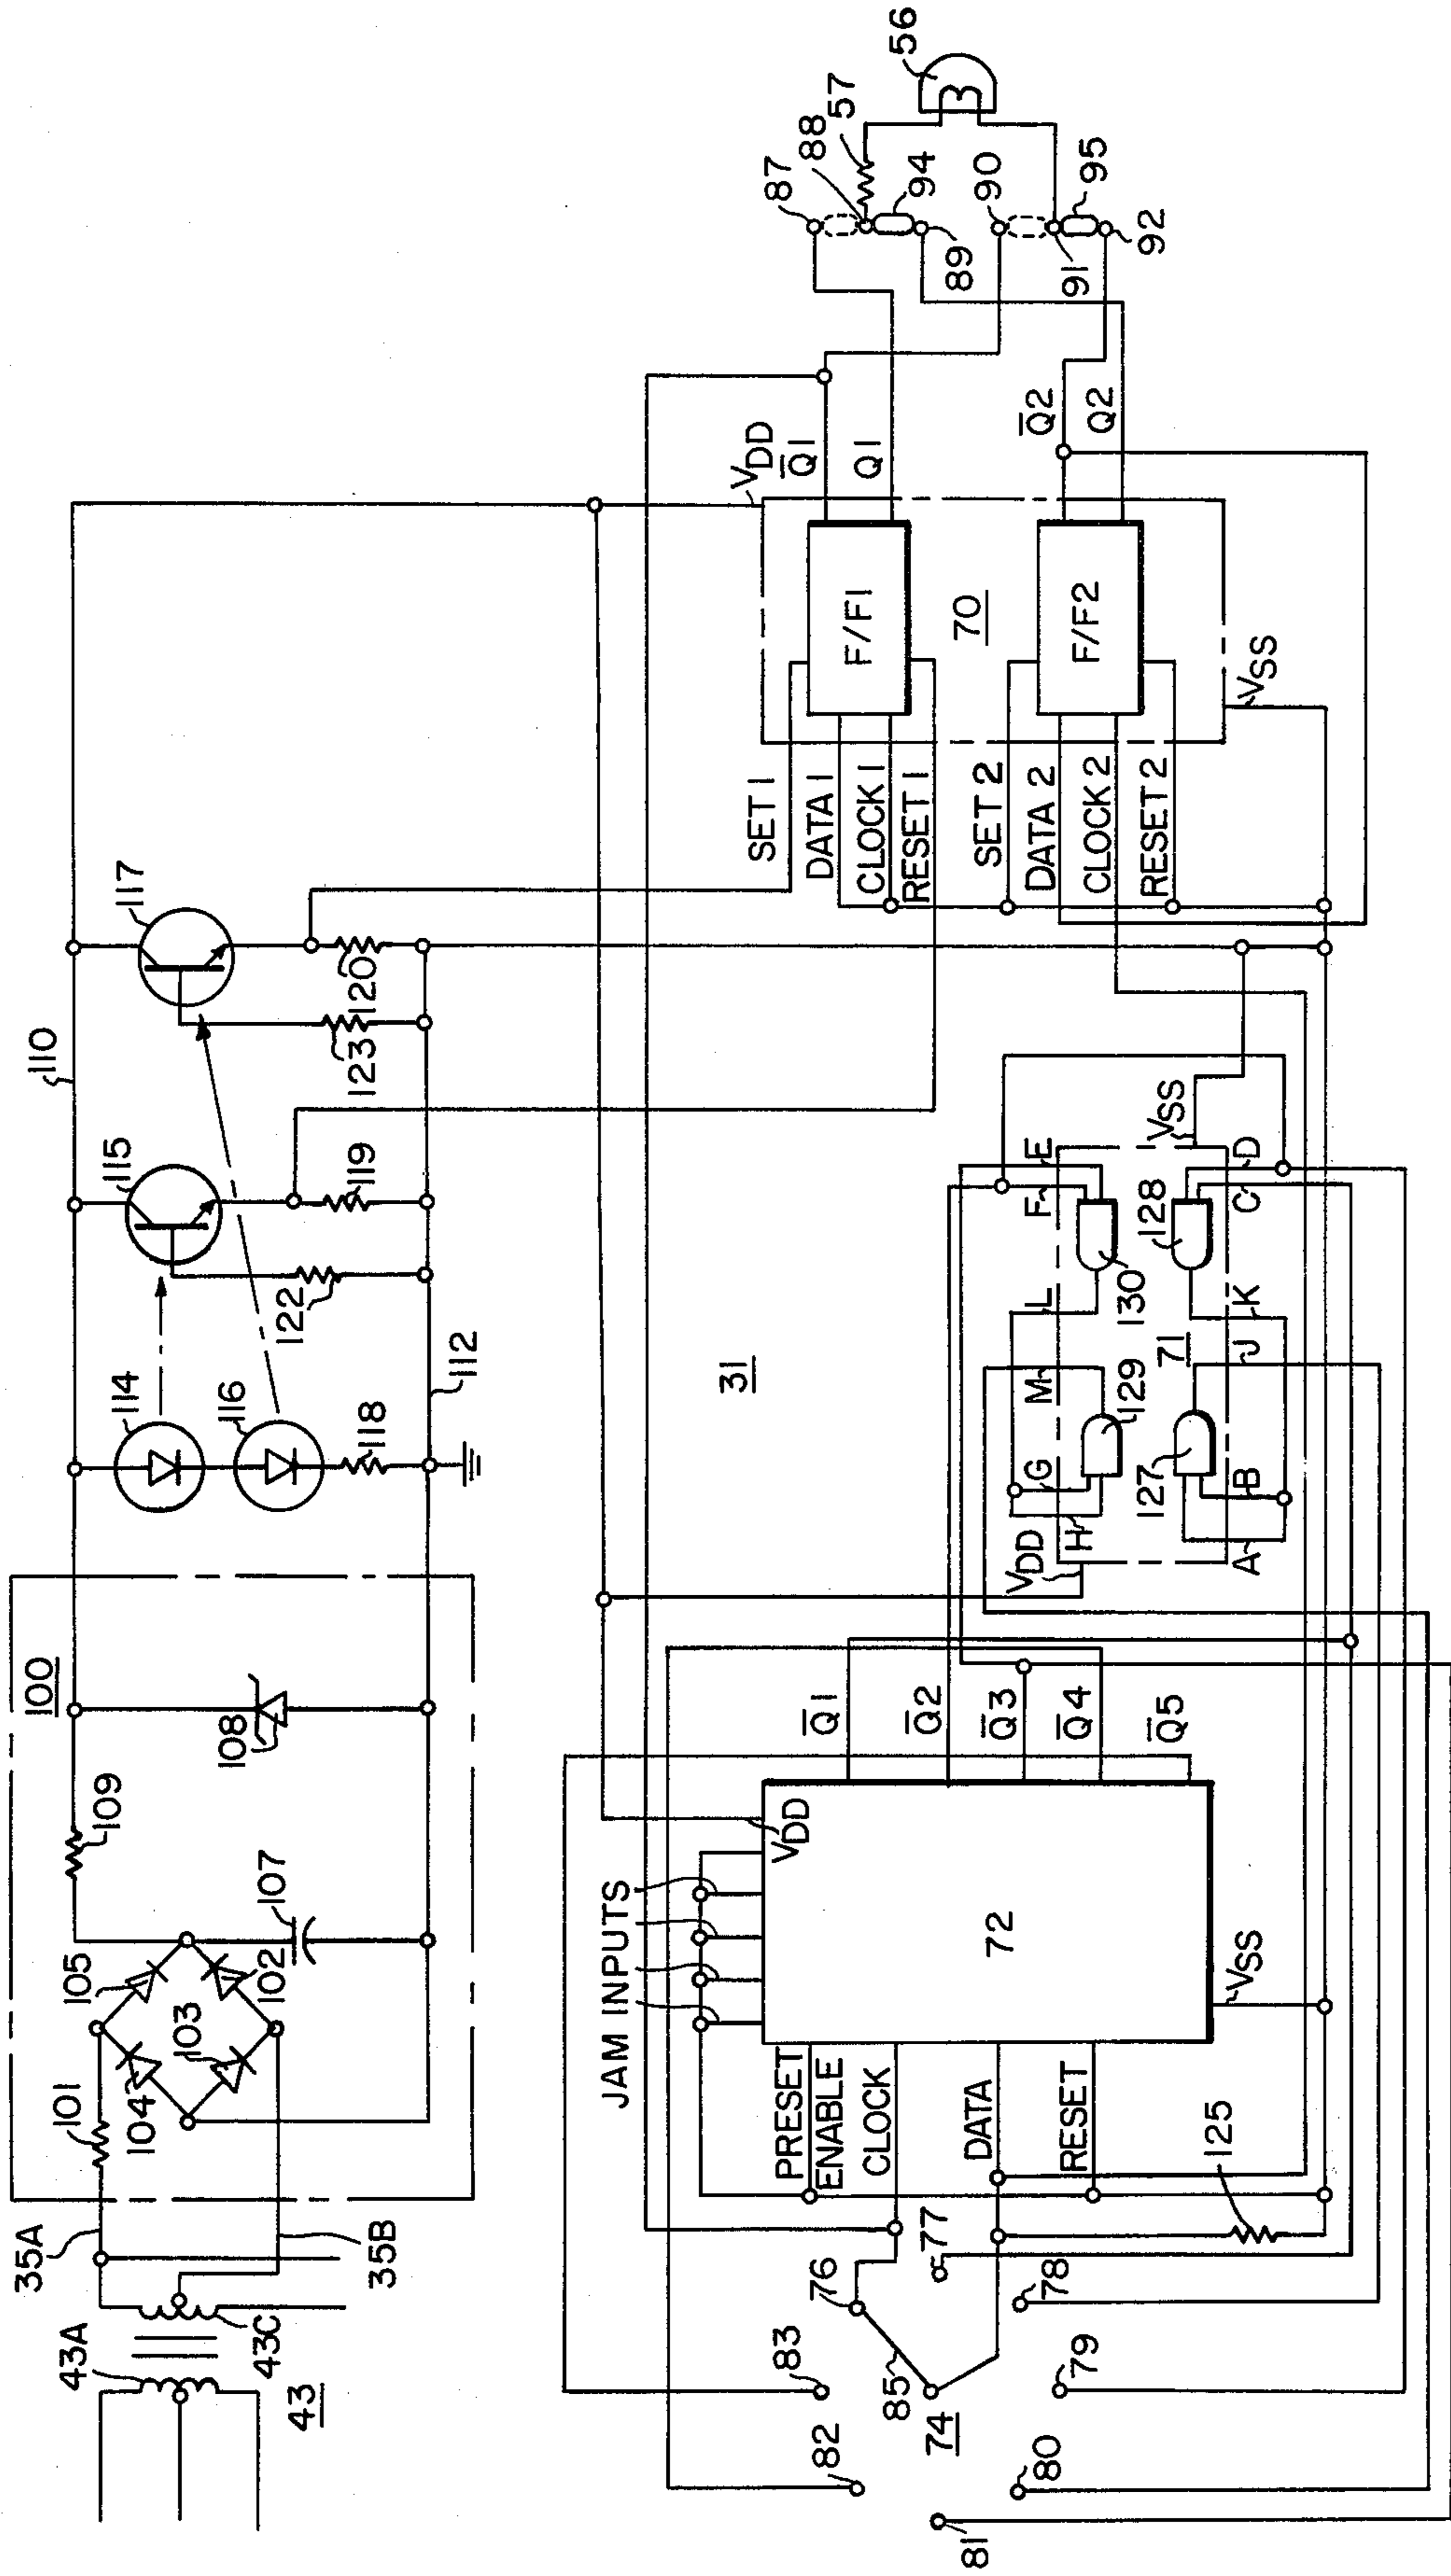 43A
43C
43
35A
35B
100
101
104
103
105
102
107
109
108
110
112
114
116
118
115
122
119
117
123
120
31
JAM INPUTS
PRESET
ENABLE
CLOCK
DATA
RESET
VDD
72
VSS
Q̅1
Q̅2
Q̅3
Q̅4
Q̅5
83
82
76
85
74
77
78
79
80
81
125
VDD
H
G
M
L
F
E
129
130
127
71
128
A
B
J
K
C
D
VSS
SET 1
DATA 1
CLOCK 1
RESET 1
SET 2
DATA 2
CLOCK 2
RESET 2
F/F1
70
F/F2
VSS
VDD
Q̅1
Q1
Q̅2
Q2
87
88
57
94
89
90
91
95
92
56